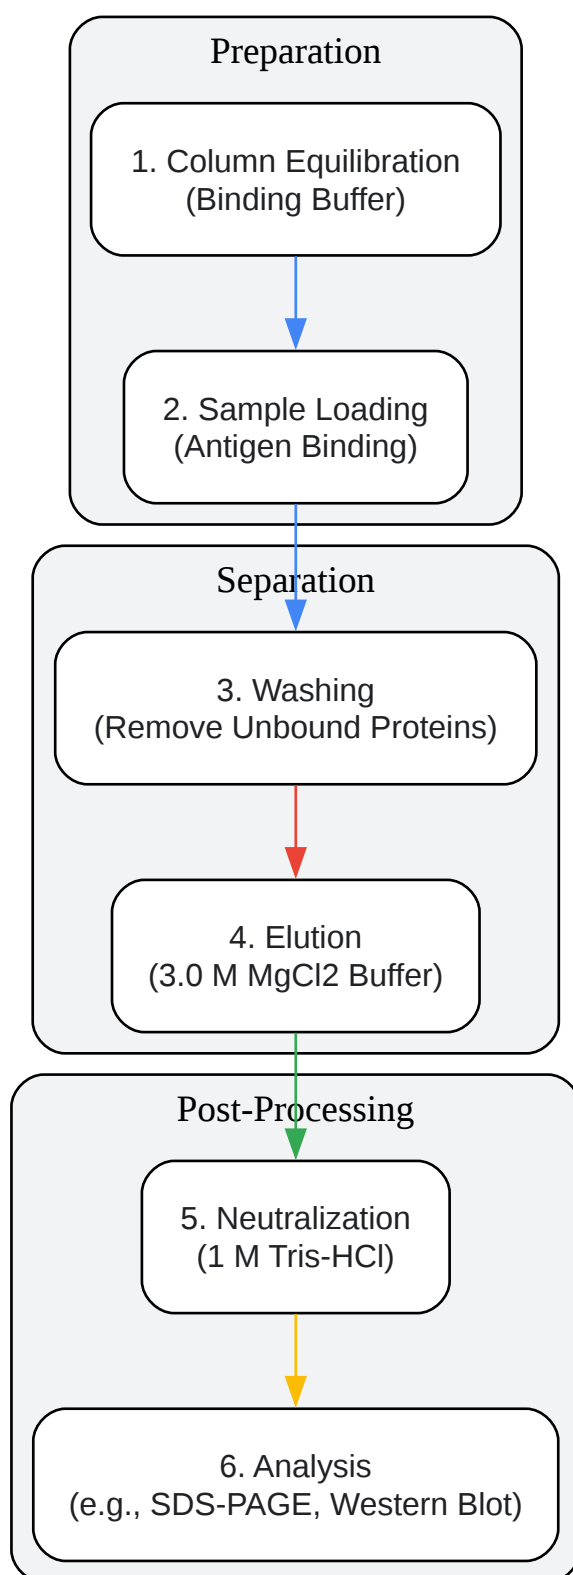 Preparation
1. Column Equilibration
(Binding Buffer)
2. Sample Loading
(Antigen Binding)
Separation
3. Washing
(Remove Unbound Proteins)
4. Elution
(3.0 M MgCl2 Buffer)
Post-Processing
5. Neutralization
(1 M Tris-HCl)
6. Analysis
(e.g., SDS-PAGE, Western Blot)